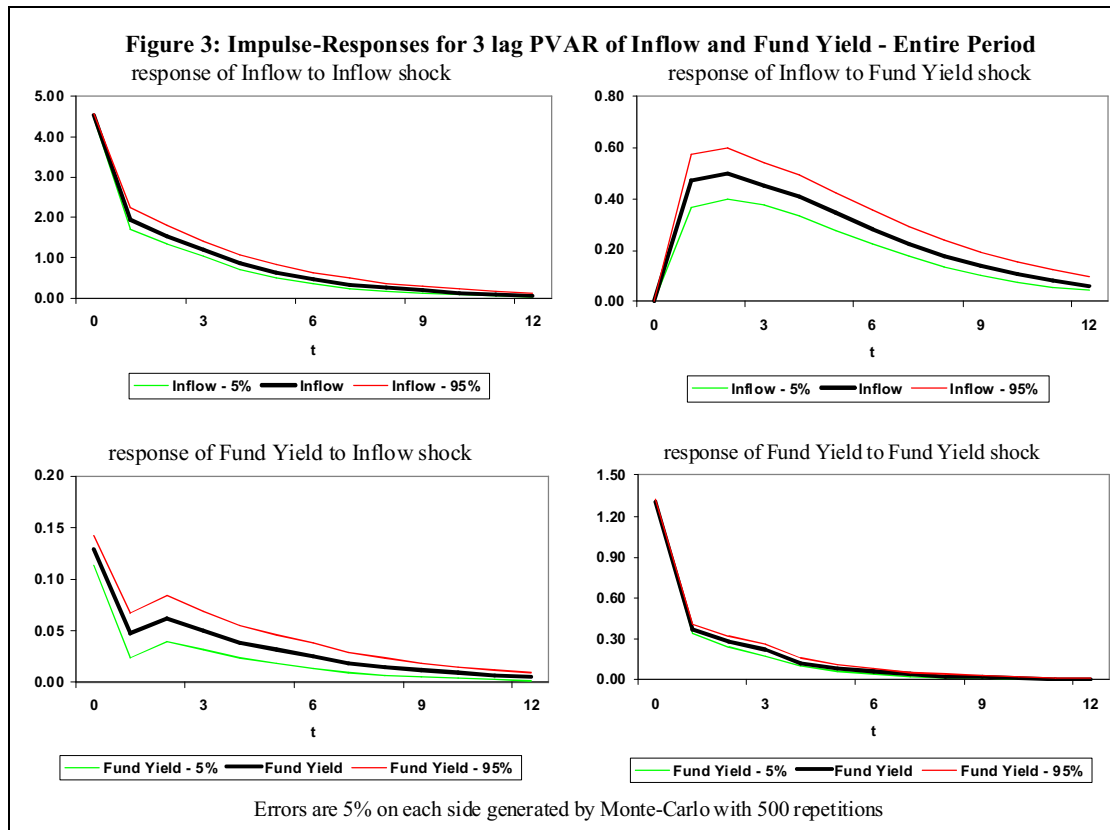 Figure 3: Impulse-Responses for 3 lag PVAR of Inflow and Fund Yield - Entire Period
response of Inflow to Inflow shock
5.00
4.00
3.00
2.00
1.00
0.00
0 3 6 9 12
t
Inflow - 5% Inflow Inflow - 95%
response of Inflow to Fund Yield shock
0.80
0.60
0.40
0.20
0.00
0 3 6 9 12
t
Inflow - 5% Inflow Inflow - 95%
response of Fund Yield to Inflow shock
0.20
0.15
0.10
0.05
0.00
0 3 6 9 12
t
Fund Yield - 5% Fund Yield Fund Yield - 95%
response of Fund Yield to Fund Yield shock
1.50
1.20
0.90
0.60
0.30
0.00
0 3 6 9 12
t
Fund Yield - 5% Fund Yield Fund Yield - 95%
Errors are 5% on each side generated by Monte-Carlo with 500 repetitions